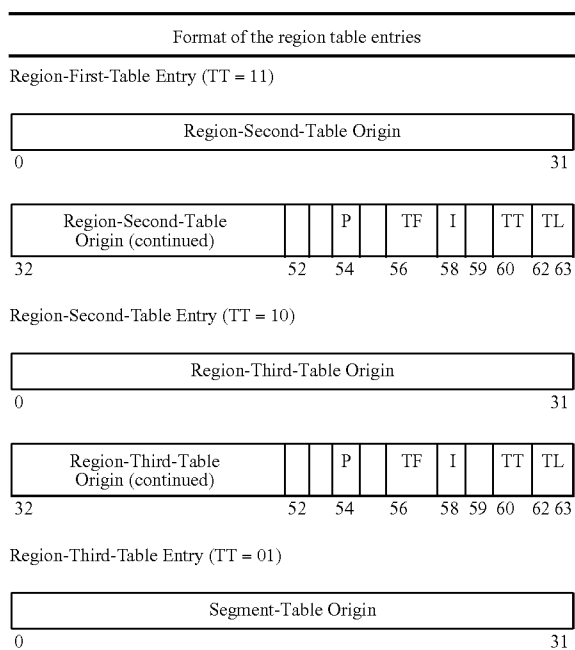 Format of the region table entries
Region-First-Table Entry (TT = 11)
Region-Second-Table Origin
0 31
Region-Second-Table Origin (continued) P TF I TT TL
32 52 54 56 58 59 60 62 63
Region-Second-Table Entry (TT = 10)
Region-Third-Table Origin
0 31
Region-Third-Table Origin (continued) P TF I TT TL
32 52 54 56 58 59 60 62 63
Region-Third-Table Entry (TT = 01)
Segment-Table Origin
0 31